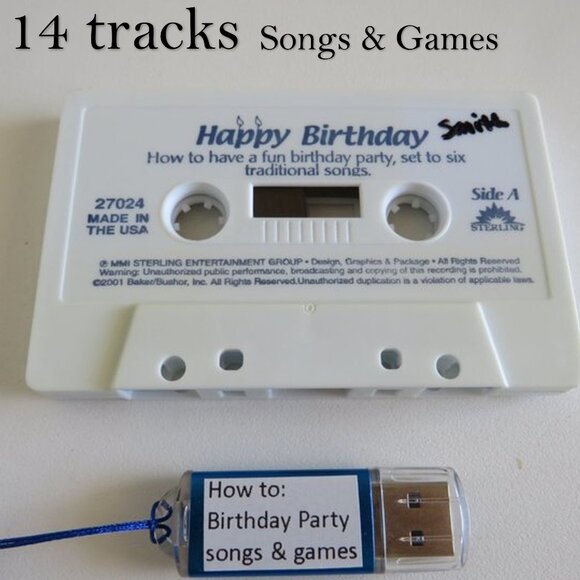 14 tracks Songs & Games
Happy Birthday Smith
How to have a fun birthday party, set to six
traditional songs.
27024
MADE IN
THE USA
Side A
STERLING
℗ MMI STERLING ENTERTAINMENT GROUP • Design, Graphics & Package • All Rights Reserved
Warning: Unauthorized public performance, broadcasting and copying of this recording is prohibited.
©2001 Baker/Bushor, Inc. All Rights Reserved.Unauthorized duplication is a violation of applicable laws.
How to:
Birthday Party
songs & games